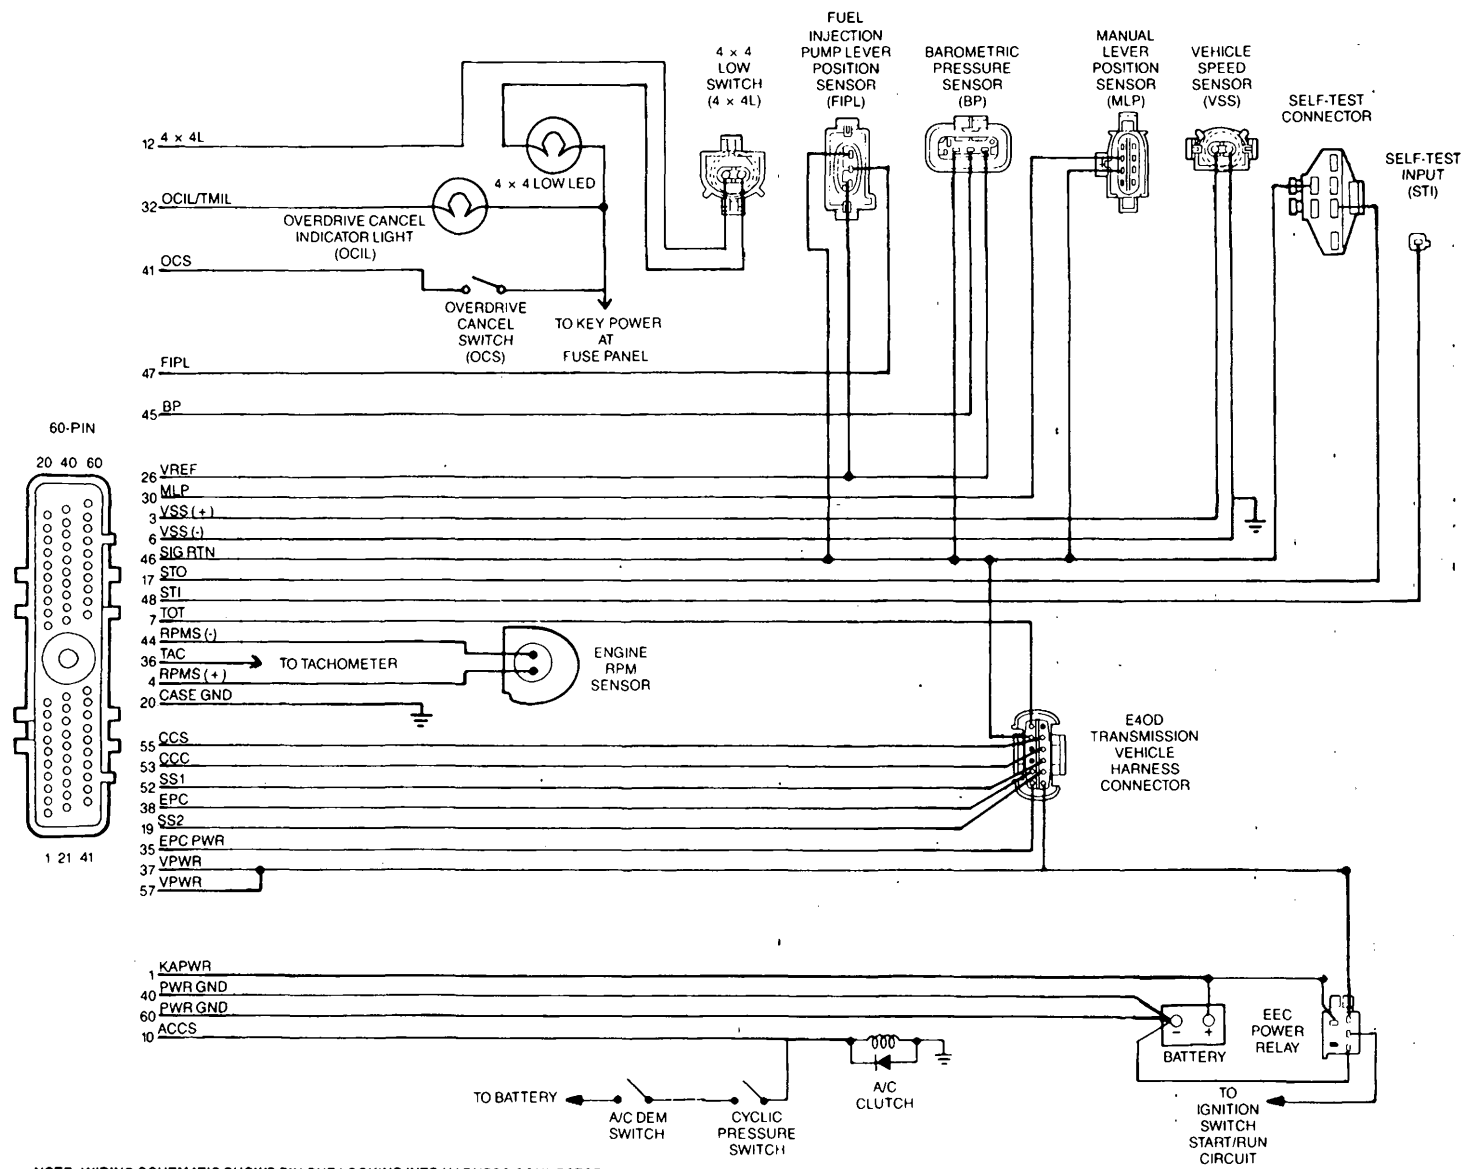 FUEL
INJECTION
PUMP LEVER
POSITION
SENSOR
(FIPL)
4 x 4
LOW
SWITCH
(4 x 4L)
BAROMETRIC
PRESSURE
SENSOR
(BP)
MANUAL
LEVER
POSITION
SENSOR
(MLP)
VEHICLE
SPEED
SENSOR
(VSS)
SELF-TEST
CONNECTOR
SELF-TEST
INPUT
(STI)
12 4 x 4L
4 x 4 LOW LED
32 OCIL/TMIL
OVERDRIVE CANCEL
INDICATOR LIGHT
(OCIL)
41 OCS
OVERDRIVE
CANCEL
SWITCH
(OCS)
TO KEY POWER
AT
FUSE PANEL
47 FIPL
45 BP
60-PIN
20 40 60
26 VREF
30 MLP
3 VSS (+)
6 VSS (-)
46 SIG RTN
17 STO
48 STI
7 TOT
44 RPMS (-)
36 TAC
TO TACHOMETER
4 RPMS (+)
20 CASE GND
ENGINE
RPM
SENSOR
E4OD
TRANSMISSION
VEHICLE
HARNESS
CONNECTOR
55 CCS
53 CCC
52 SS1
38 EPC
19 SS2
35 EPC PWR
37 VPWR
57 VPWR
1 21 41
1 KAPWR
40 PWR GND
60 PWR GND
10 ACCS
- +
BATTERY
EEC
POWER
RELAY
A/C
CLUTCH
TO BATTERY
A/C DEM
SWITCH
CYCLIC
PRESSURE
SWITCH
TO
IGNITION
SWITCH
START/RUN
CIRCUIT